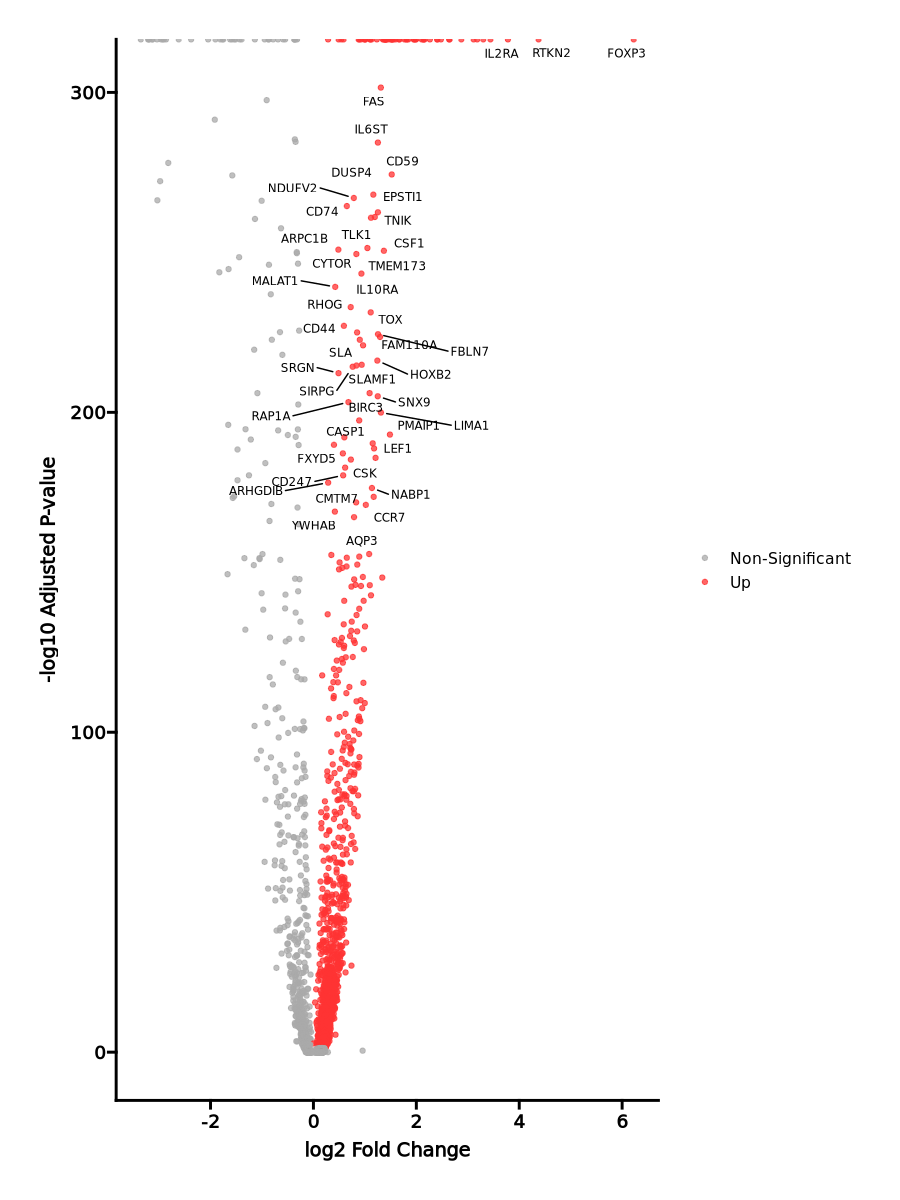 IL2RA RTKN2 FOXP3
300
FAS
IL6ST
CD59
DUSP4
NDUFV2
EPSTI1
CD74
TNIK
TLK1
ARPC1B
CSF1
CYTOR
TMEM173
MALAT1
IL10RA
RHOG
TOX
CD44
FAM110A
FBLN7
SLA
SRGN
HOXB2
SLAMF1
SIRPG
SNX9
BIRC3
200
RAP1A
PMAIP1
LIMA1
CASP1
LEF1
FXYD5
CSK
CD247
ARHGDIB
NABP1
CMTM7
CCR7
YWHAB
AQP3
-log10 Adjusted P-value
Non-Significant
Up
100
0
-2 0 2 4 6
log2 Fold Change